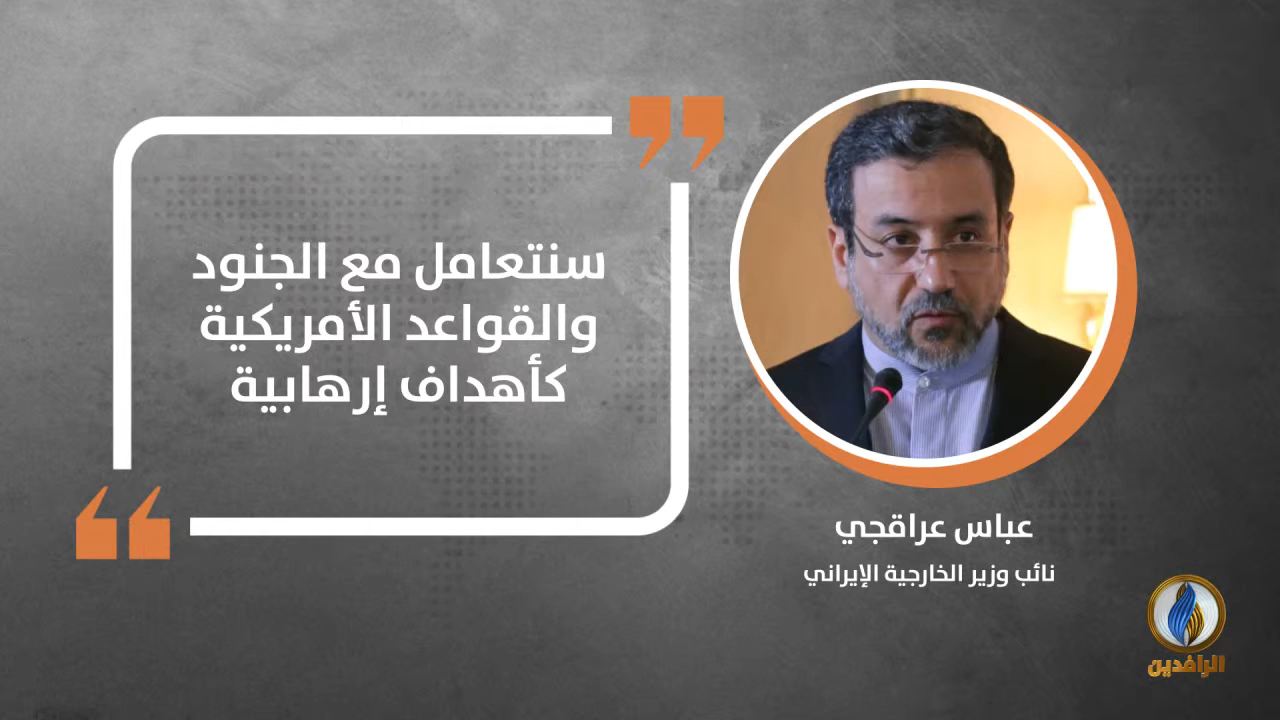 سنتعامل مع الجنود
والقواعد الأمريكية
كأهداف إرهابية
عباس عراقجي
نائب وزير الخارجية الإيراني
الرافدين